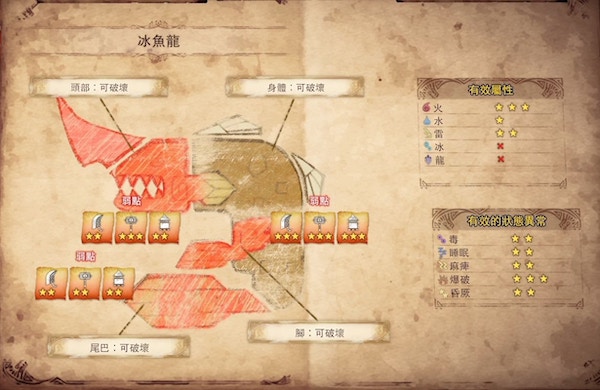 冰魚龍
頭部：可破壞
身體：可破壞
有效屬性
火
水
雷
冰
龍
弱點
弱點
弱點
有效的狀態異常
毒
睡眠
麻痺
爆破
昏厥
尾巴：可破壞
腳：可破壞